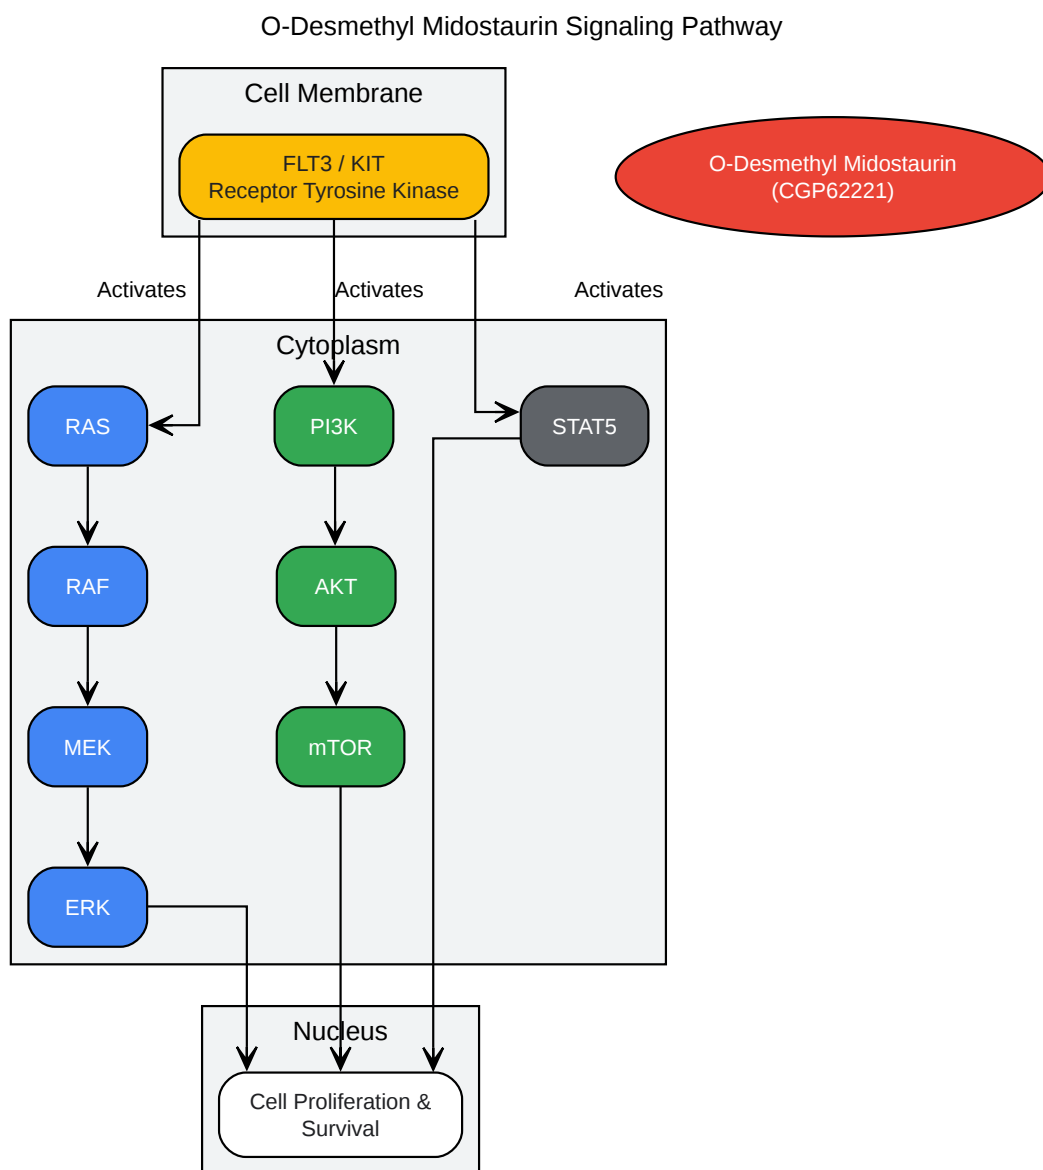 O-Desmethyl Midostaurin Signaling Pathway
Cell Membrane
FLT3 / KIT
Receptor Tyrosine Kinase
O-Desmethyl Midostaurin
(CGP62221)
Activates
Activates
Activates
Cytoplasm
RAS
PI3K
STAT5
RAF
AKT
MEK
mTOR
ERK
Nucleus
Cell Proliferation &
Survival